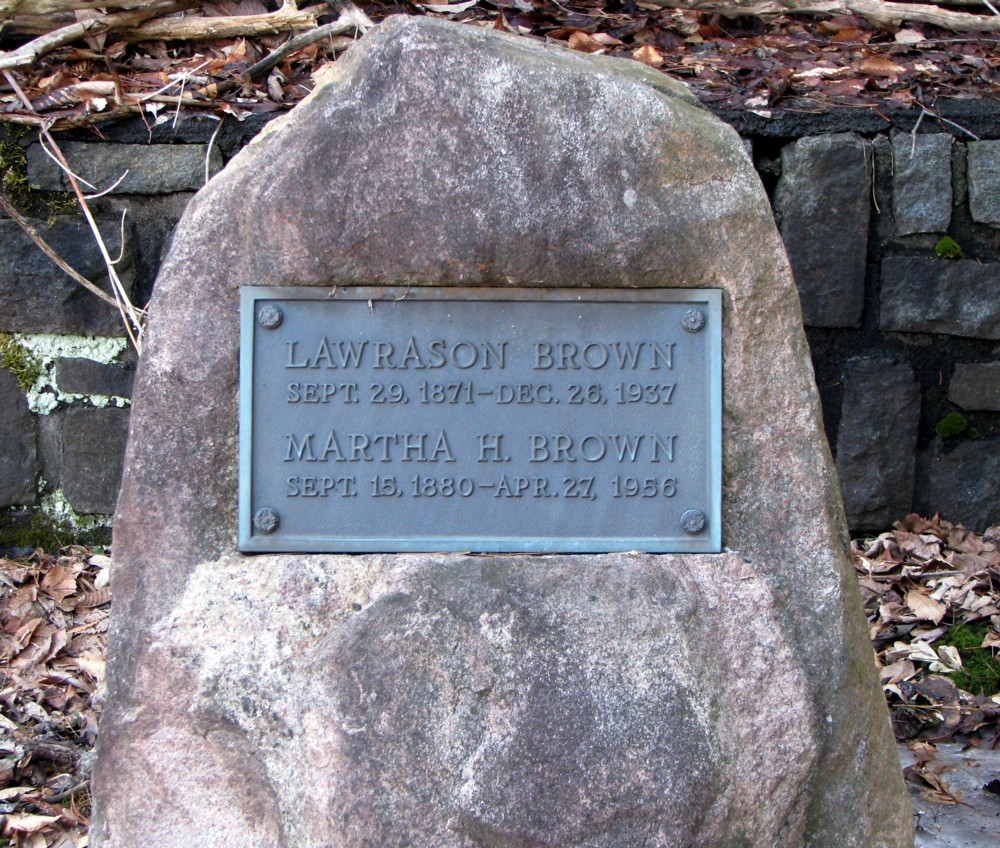 LAWRASON BROWN
SEPT. 29, 1871–DEC. 26, 1937
MARTHA H. BROWN
SEPT. 15, 1880–APR. 27, 1956